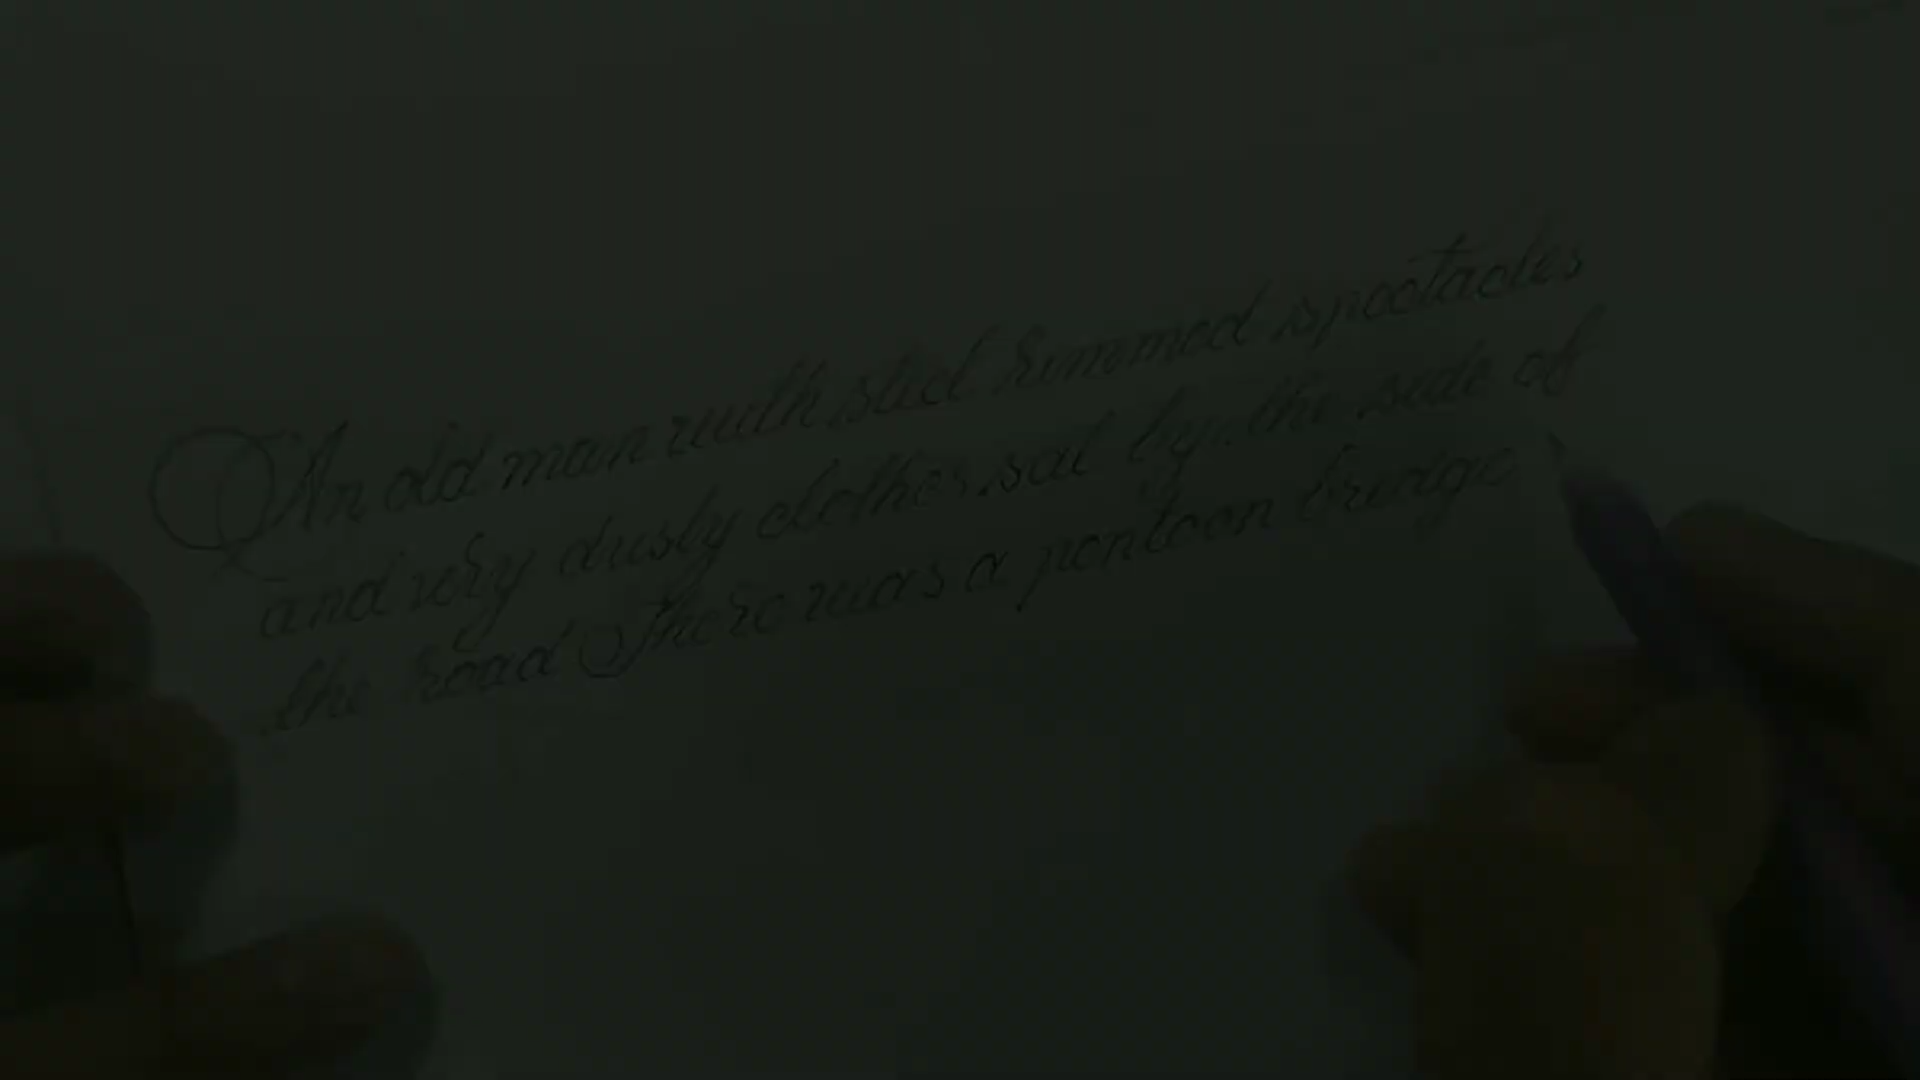 An old man with steel rimmed spectacles
and very dusty clothes sat by the side of
the road There was a pontoon bridge